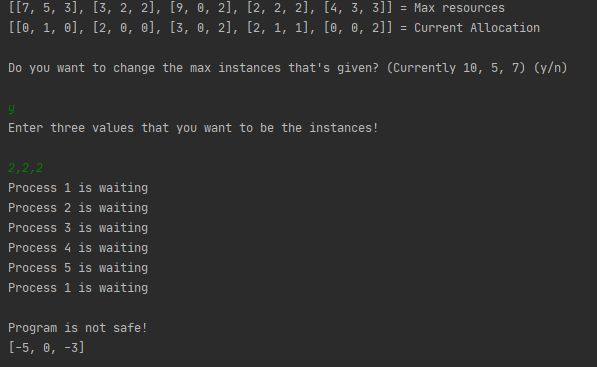 [[7, 5, 3], [3, 2, 2], [9, 0, 2], [2, 2, 2], [4, 3, 3]] = Max resources
[[0, 1, 0], [2, 0, 0], [3, 0, 2], [2, 1, 1], [0, 0, 2]] = Current Allocation
Do you want to change the max instances that's given? (Currently 10, 5, 7) (y/n)
y
Enter three values that you want to be the instances!
2,2,2
Process 1 is waiting
Process 2 is waiting
Process 3 is waiting
Process 4 is waiting
Process 5 is waiting
Process 1 is waiting
Program is not safe!
[-5, 0, -3]